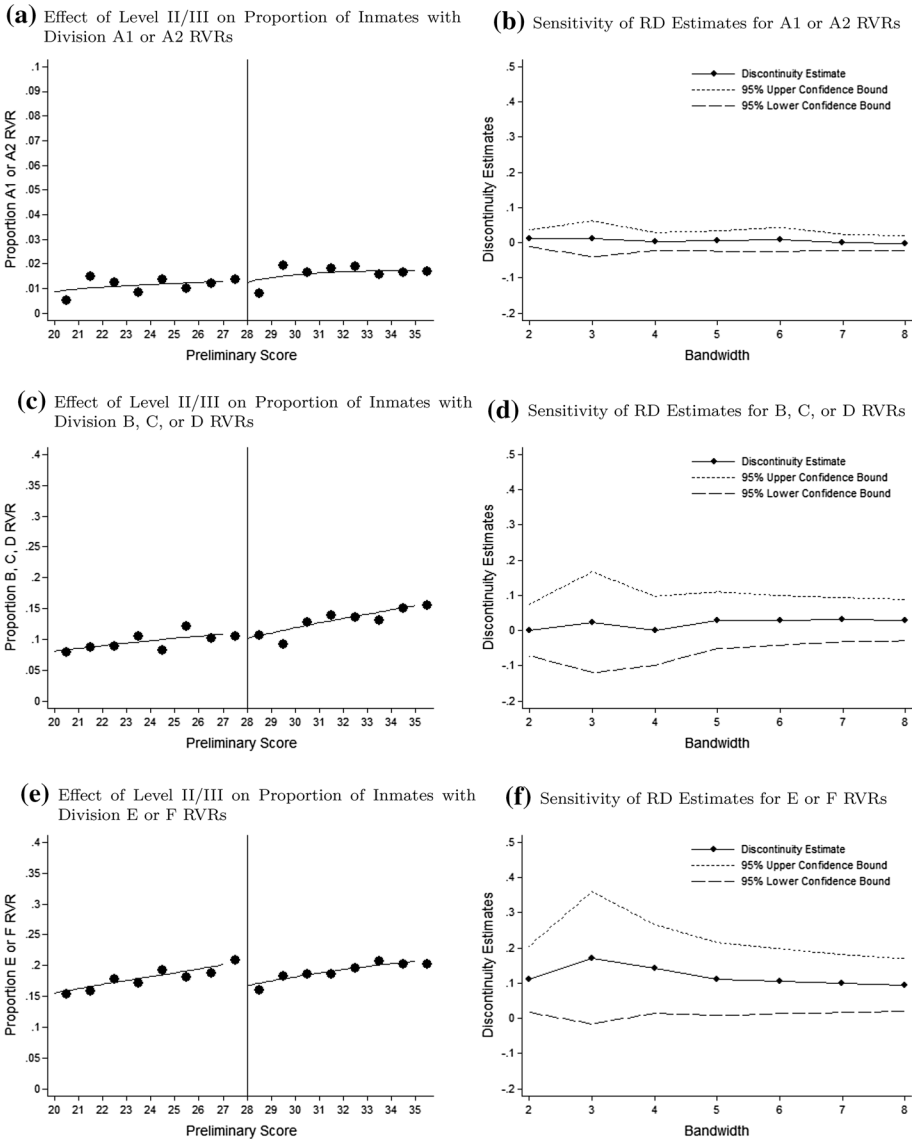 (a) Effect of Level II/III on Proportion of Inmates with
Division A1 or A2 RVRs
Proportion A1 or A2 RVR
.1
.09
.08
.07
.06
.05
.04
.03
.02
.01
0
20 21 22 23 24 25 26 27 28 29 30 31 32 33 34 35
Preliminary Score
(b) Sensitivity of RD Estimates for A1 or A2 RVRs
Discontinuity Estimate
95% Upper Confidence Bound
95% Lower Confidence Bound
Discontinuity Estimates
.5
.4
.3
.2
.1
0
-.1
-.2
2 3 4 5 6 7 8
Bandwidth
(c) Effect of Level II/III on Proportion of Inmates with
Division B, C, or D RVRs
Proportion B, C, D RVR
.4
.35
.3
.25
.2
.15
.1
.05
0
20 21 22 23 24 25 26 27 28 29 30 31 32 33 34 35
Preliminary Score
(d) Sensitivity of RD Estimates for B, C, or D RVRs
Discontinuity Estimate
95% Upper Confidence Bound
95% Lower Confidence Bound
Discontinuity Estimates
.5
.4
.3
.2
.1
0
-.1
-.2
2 3 4 5 6 7 8
Bandwidth
(e) Effect of Level II/III on Proportion of Inmates with
Division E or F RVRs
Proportion E or F RVR
.4
.35
.3
.25
.2
.15
.1
.05
0
20 21 22 23 24 25 26 27 28 29 30 31 32 33 34 35
Preliminary Score
(f) Sensitivity of RD Estimates for E or F RVRs
Discontinuity Estimate
95% Upper Confidence Bound
95% Lower Confidence Bound
Discontinuity Estimates
.5
.4
.3
.2
.1
0
-.1
-.2
2 3 4 5 6 7 8
Bandwidth